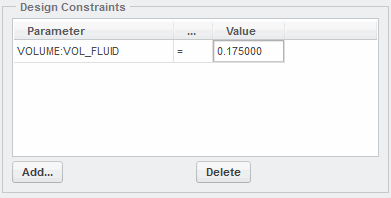 Design Constraints
Parameter ... Value
VOLUME:VOL_FLUID = 0.175000
Add... Delete